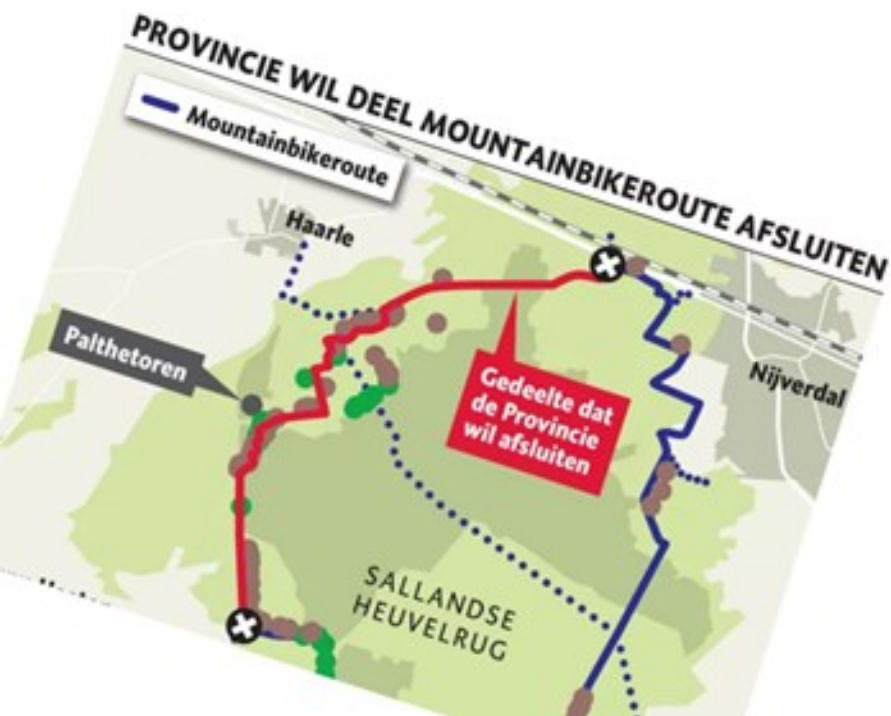 PROVINCIE WIL DEEL MOUNTAINBIKEROUTE AFSLUITEN
Mountainbikeroute
Haarle
Palthetoren
Nijverdal
Gedeelte dat
de Provincie
wil afsluiten
SALLANDSE
HEUVELRUG